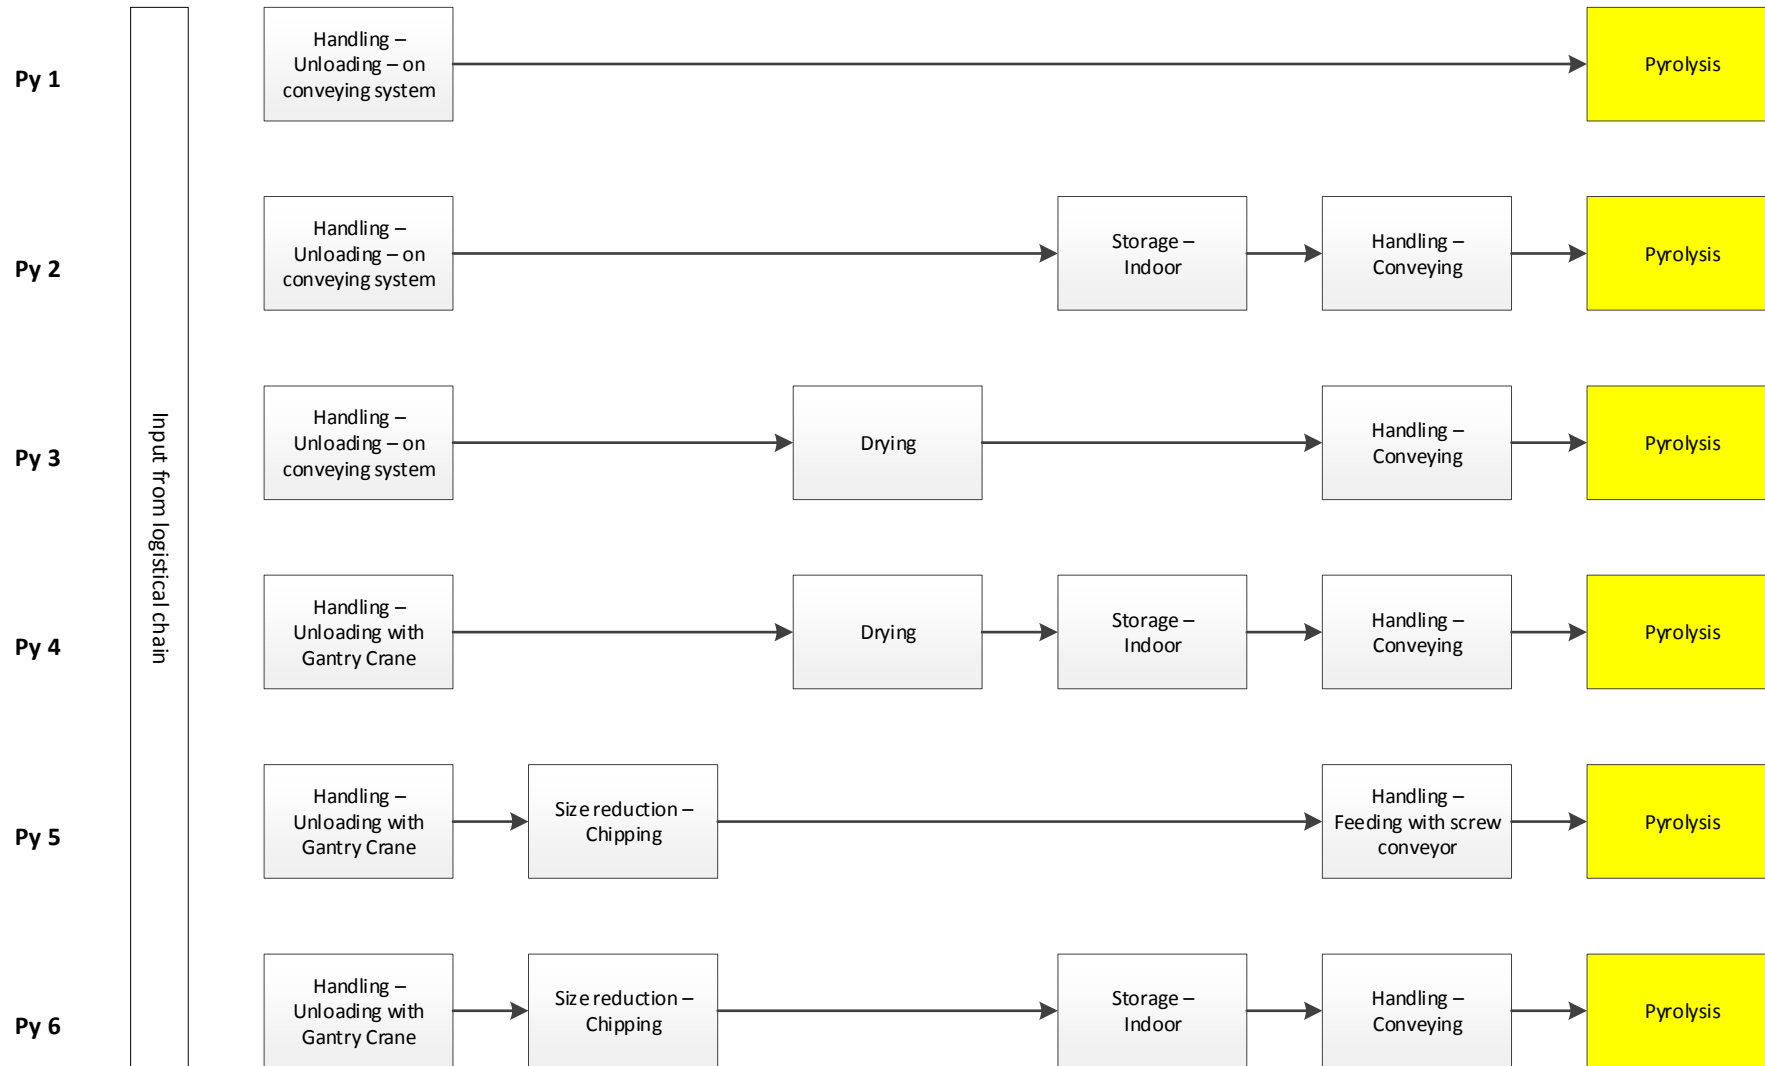 Py 1
Handling –
Unloading – on
conveying system
Pyrolysis
Py 2
Handling –
Unloading – on
conveying system
Storage –
Indoor
Handling –
Conveying
Pyrolysis
Input from logistical chain
Py 3
Handling –
Unloading – on
conveying system
Drying
Handling –
Conveying
Pyrolysis
Py 4
Handling –
Unloading with
Gantry Crane
Drying
Storage –
Indoor
Handling –
Conveying
Pyrolysis
Py 5
Handling –
Unloading with
Gantry Crane
Size reduction –
Chipping
Handling –
Feeding with screw
conveyor
Pyrolysis
Py 6
Handling –
Unloading with
Gantry Crane
Size reduction –
Chipping
Storage –
Indoor
Handling –
Conveying
Pyrolysis